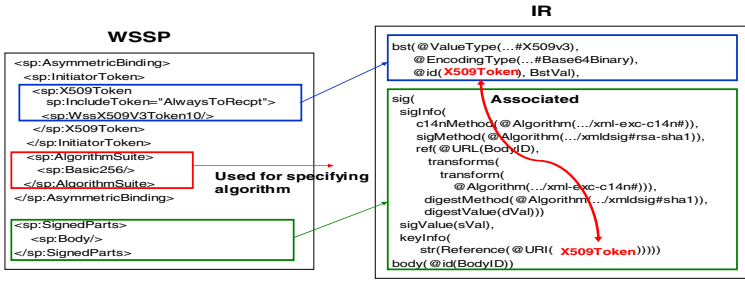 WSSP
<sp:AsymmetricBinding>
<sp:InitiatorToken>
<sp:X509Token
sp:IncludeToken="AlwaysToRecpt">
<sp:WssX509V3Token10/>
</sp:X509Token>
</sp:InitiatorToken>
<sp:AlgorithmSuite>
<sp:Basic256/>
</sp:AlgorithmSuite>
</sp:AsymmetricBinding>
<sp:SignedParts>
<sp:Body/>
</sp:SignedParts>
Used for specifying
algorithm
IR
bst(@ValueType(...#X509v3),
@EncodingType(...#Base64Binary),
@id(X509Token), BstVal),
Associated
sig(
sigInfo(
c14nMethod(@Algorithm(.../xml-exc-c14n#)),
sigMethod(@Algorithm(.../xmldsig#rsa-sha1)),
ref(@URL(BodyID),
transforms(
transform(
@Algorithm(.../xml-exc-c14n#))),
digestMethod(@Algorithm(.../xmldsig#sha1)),
digestValue(dVal)))
sigValue(sVal),
keyInfo(
str(Reference(@URI( X509Token)))))
body(@id(BodyID))